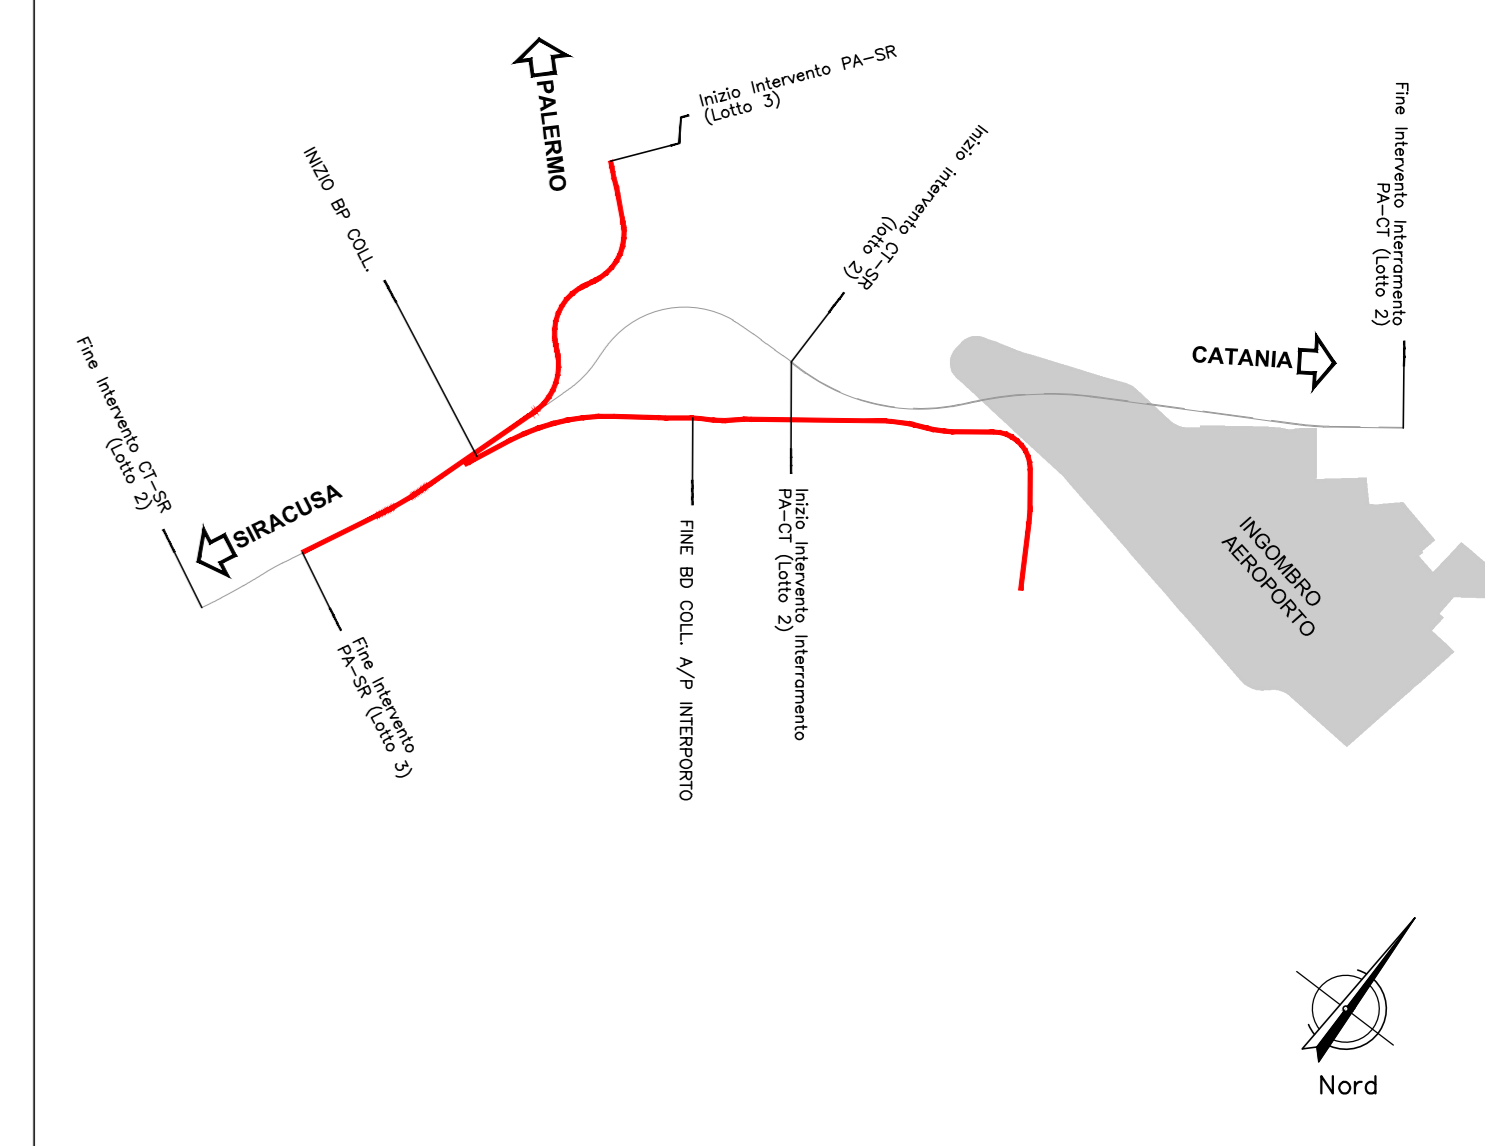 PALERMO
Inizio Intervento PA-SR
(Lotto 3)
INIZIO BP COLL.
Inizio intervento CT-SR
(lotto 2)
Fine Intervento Interramento
PA-CT (Lotto 2)
CATANIA
Fine Intervento CT-SR
(Lotto 2)
SIRACUSA
Fine Intervento
PA-SR (Lotto 3)
FINE BD COLL. A/P INTERPORTO
Inizio Intervento Interramento
PA-CT (Lotto 2)
INGOMBRO
AEROPORTO
Nord